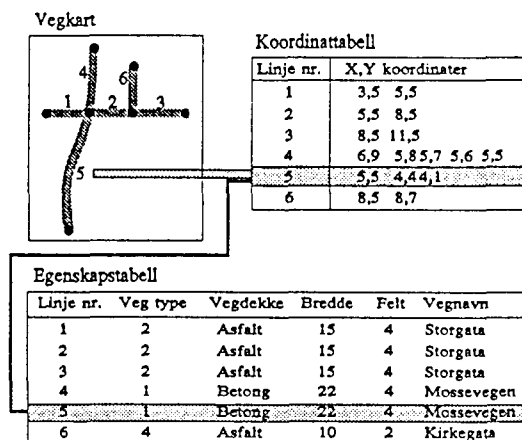 Vegkart
4
6
1 2 3
5
Koordinattabell
Linje nr. X,Y koordinater
1 3,5 5,5
2 5,5 8,5
3 8,5 11,5
4 6,9 5,85,7 5,6 5,5
5 5,5 4,44,1
6 8,5 8,7
Egenskapstabell
Linje nr. Veg type Vegdekke Bredde Felt Vegnavn
1 2 Asfalt 15 4 Storgata
2 2 Asfalt 15 4 Storgata
3 2 Asfalt 15 4 Storgata
4 1 Betong 22 4 Mossevegen
5 1 Betong 22 4 Mossevegen
6 4 Asfalt 10 2 Kirkegata